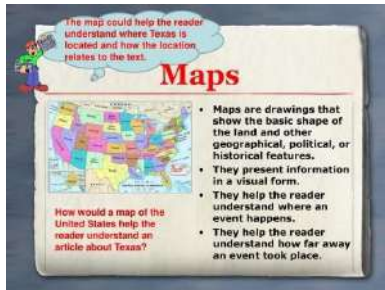 The map could help the reader
understand where Texas is
located and how the location
relates to the text.
Maps
• Maps are drawings that
show the basic shape of
the land and other
geographical, political, or
historical features.
• They present information
in a visual form.
• They help the reader
understand where an
event happens.
• They help the reader
understand how far away
an event took place.
How would a map of the
United States help the
reader understand an
article about Texas?